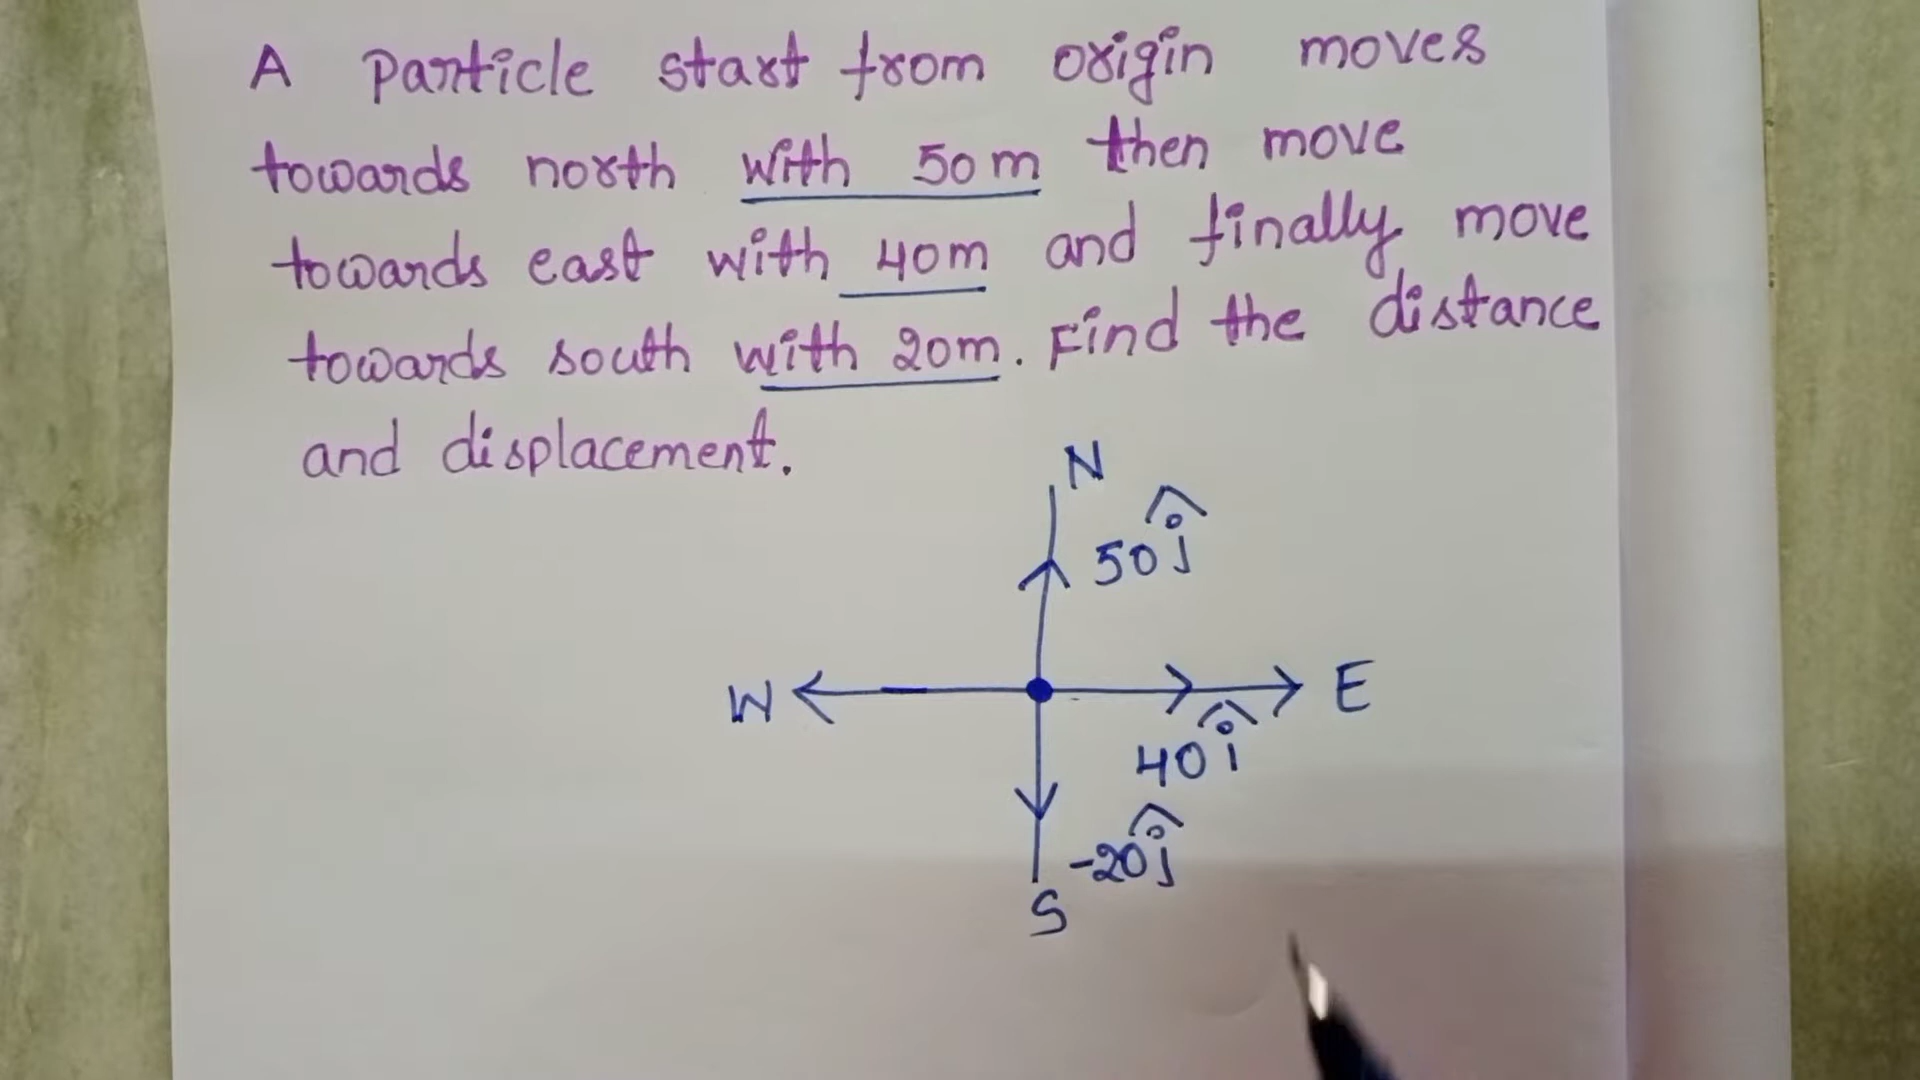 A particle start from origin moves
towards north with 50m then move
towards east with 40m and finally move
towards south with 20m. Find the distance
and displacement.
N
50ĵ
W
E
40î
-20ĵ
S